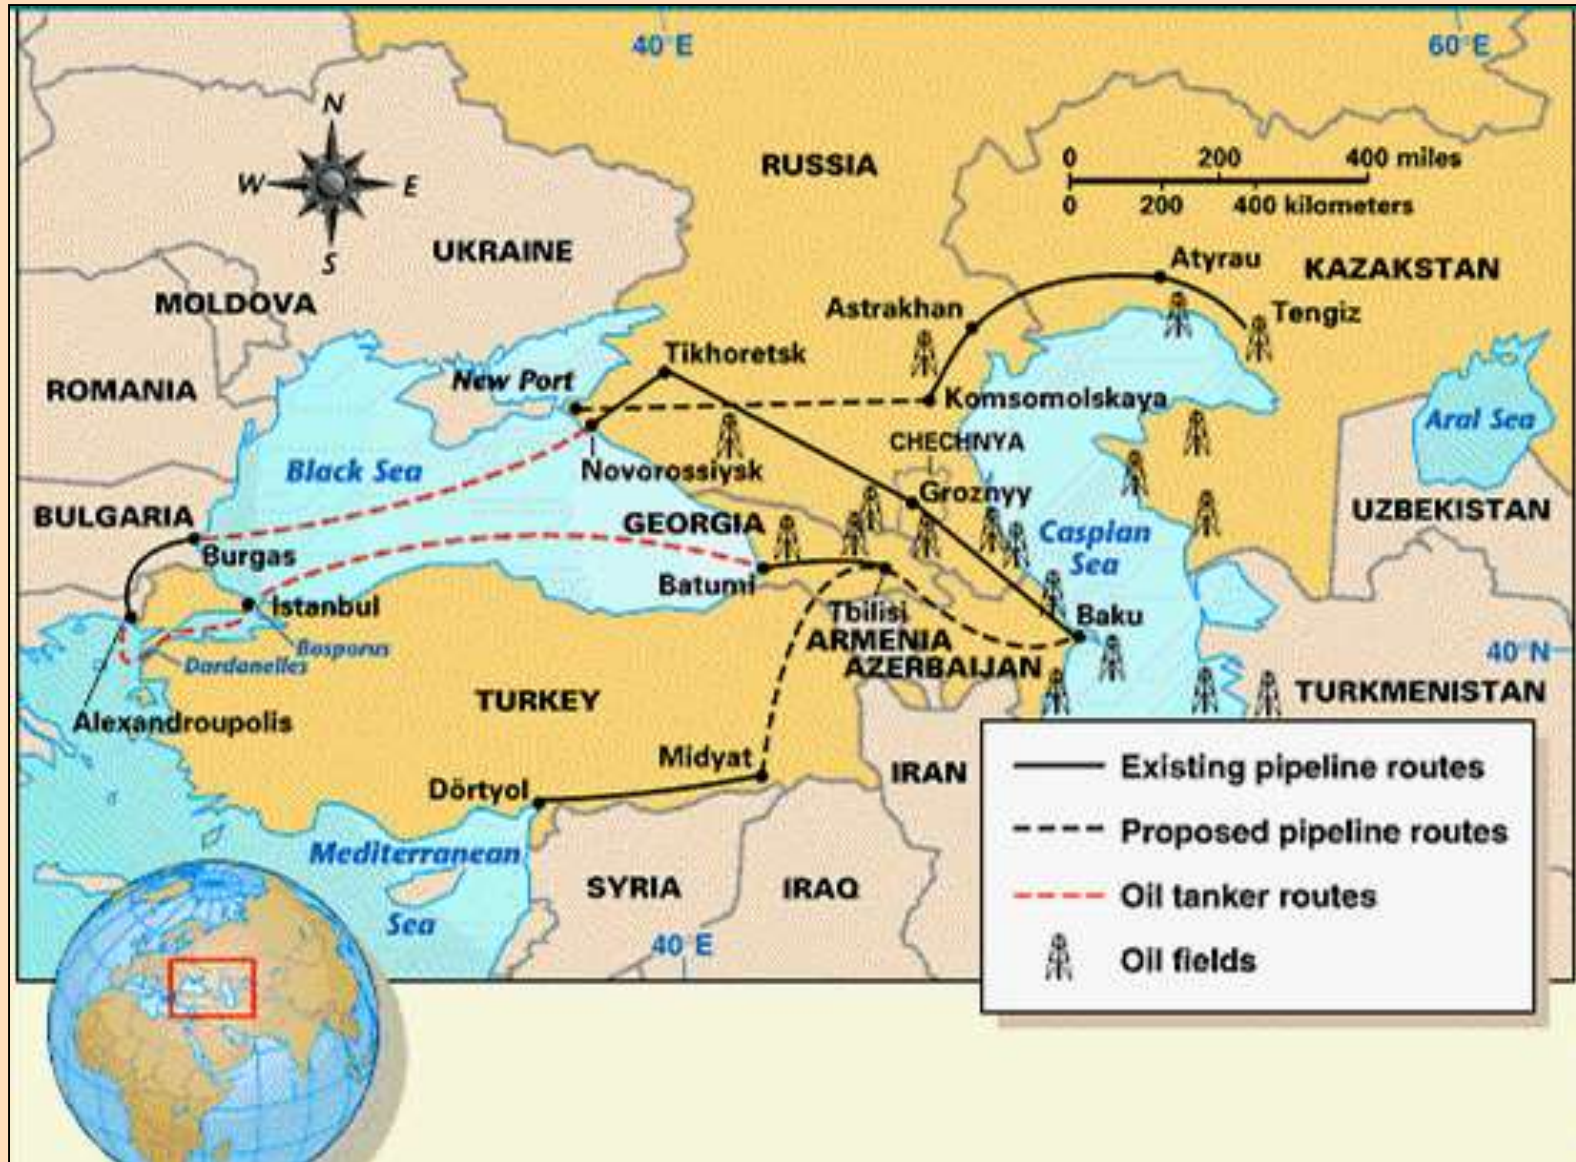 40°E
60°E
N
W
E
S
RUSSIA
0 200 400 miles
0 200 400 kilometers
UKRAINE
MOLDOVA
Atyrau
KAZAKSTAN
Astrakhan
Tengiz
Tikhoretsk
ROMANIA
New Port
Komsomolskaya
Aral Sea
CHECHNYA
Black Sea
Novorossiysk
Groznyy
BULGARIA
GEORGIA
UZBEKISTAN
Caspian
Sea
Burgas
Batumi
Istanbul
Tbilisi
Baku
ARMENIA
Bosporus
40°N
Dardanelles
AZERBAIJAN
TURKEY
TURKMENISTAN
Alexandroupolis
Midyat
IRAN
Dörtyol
Mediterranean
Sea
SYRIA
IRAQ
40°E
Existing pipeline routes
Proposed pipeline routes
Oil tanker routes
Oil fields